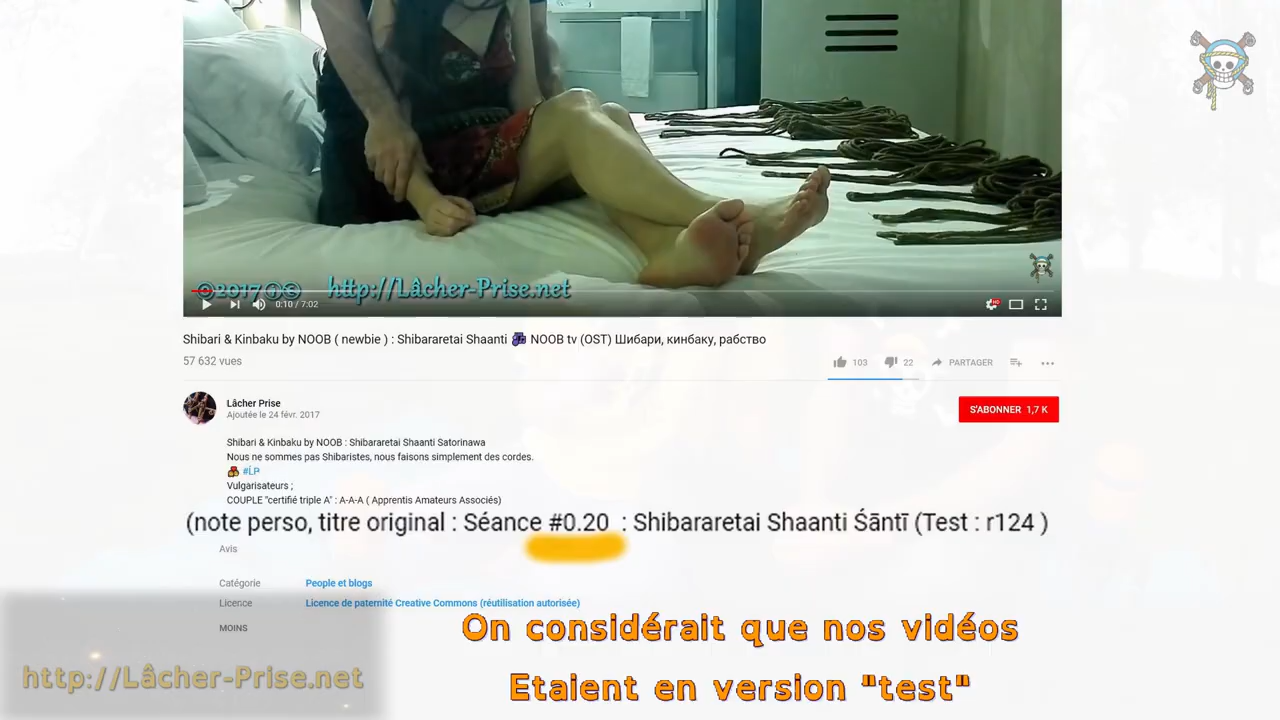 ©2017 http://Lâcher-Prise.net
0:10 / 7:02
HD
Shibari & Kinbaku by NOOB ( newbie ) : Shibararetai Shaanti NOOB tv (OST) Шибари, кинбаку, рабство
57 632 vues
103 22 PARTAGER
Lâcher Prise
Ajoutée le 24 févr. 2017
S'ABONNER 1,7 K
Shibari & Kinbaku by NOOB : Shibararetai Shaanti Satorinawa
Nous ne sommes pas Shibaristes, nous faisons simplement des cordes.
#ĹP
Vulgarisateurs ;
COUPLE "certifié triple A" : A-A-A ( Apprentis Amateurs Associés)
(note perso, titre original : Séance #0.20 : Shibararetai Shaanti Śāntī (Test : r124 )
Avis
Catégorie People et blogs
Licence Licence de paternité Creative Commons (réutilisation autorisée)
MOINS
On considérait que nos vidéos
Etaient en version "test"
http://Lâcher-Prise.net